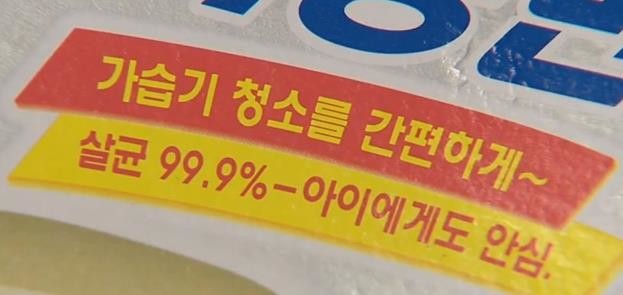 가습기 청소를 간편하게~
살균 99.9%-아이에게도 안심.